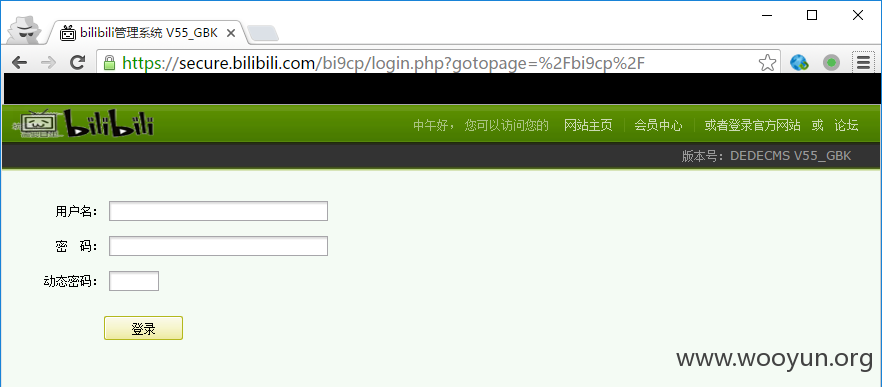 bilibili管理系统 V55_GBK
https://secure.bilibili.com/bi9cp/login.php?gotopage=%2Fbi9cp%2F
bilibili 中午好， 您可以访问您的 网站主页 会员中心 或者登录官方网站 或 论坛
版本号：DEDECMS V55_GBK
用户名：
密 码：
动态密码：
登录
www.wooyun.org